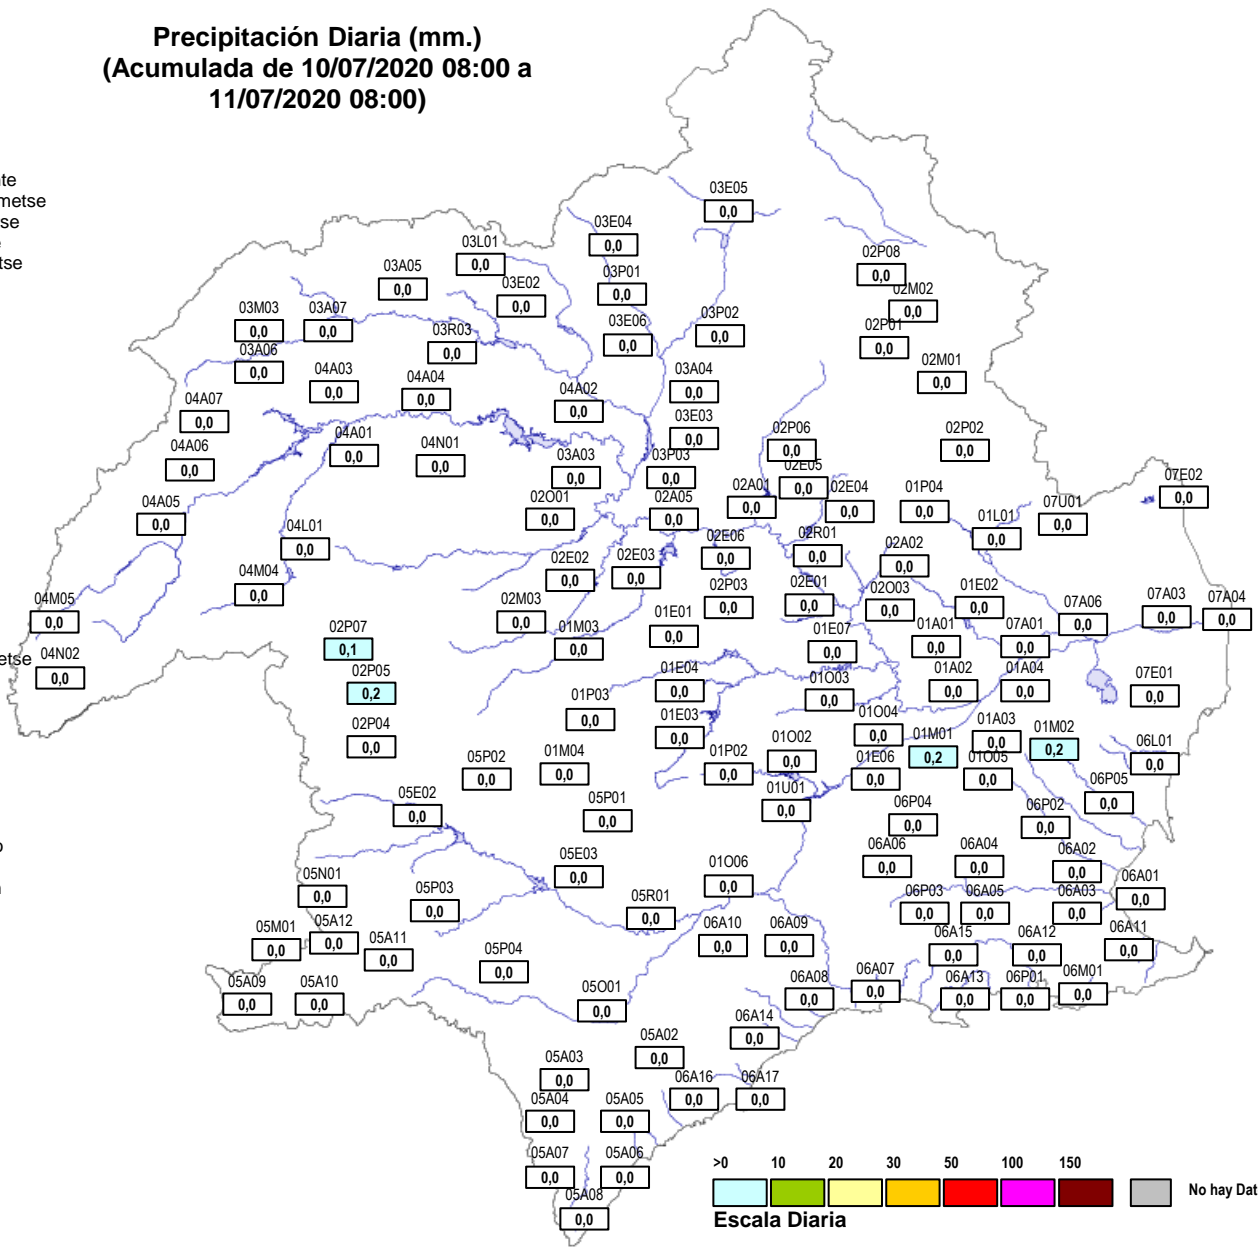 Precipitación Diaria (mm.)
(Acumulada de 10/07/2020 08:00 a
11/07/2020 08:00)
te
metse
se
tse
etse
03E05
0,0
03E04
0,0
03L01
0,0
02P08
0,0
03A05
0,0
03P01
0,0
03E02
0,0
02M02
0,0
03M03
0,0
03A07
0,0
03P02
0,0
03E06
0,0
03R03
0,0
02P01
0,0
03A06
0,0
02M01
0,0
04A03
0,0
04A04
0,0
03A04
0,0
04A02
0,0
04A07
0,0
03E03
0,0
02P06
0,0
02P02
0,0
04A01
0,0
04N01
0,0
04A06
0,0
03A03
0,0
03P03
0,0
02E05
0,0
07E02
0,0
02A01
0,0
02E04
0,0
01P04
0,0
02O01
0,0
02A05
0,0
04A05
0,0
07U01
0,0
01L01
0,0
04L01
0,0
02E06
0,0
02R01
0,0
02A02
0,0
02E02
0,0
02E03
0,0
04M04
0,0
02P03
0,0
02E01
0,0
02O03
0,0
01E02
0,0
04M05
0,0
02M03
0,0
07A06
0,0
07A03
0,0
07A04
0,0
01E01
0,0
02P07
0,1
01M03
0,0
01E07
0,0
01A01
0,0
07A01
0,0
04N02
0,0
02P05
0,2
01E04
0,0
01O03
0,0
01A02
0,0
01A04
0,0
07E01
0,0
01P03
0,0
02P04
0,0
01E03
0,0
01O04
0,0
01A03
0,0
01M02
0,2
01M01
0,2
01O02
0,0
06L01
0,0
05P02
0,0
01M04
0,0
01P02
0,0
01E06
0,0
01O05
0,0
05E02
0,0
05P01
0,0
01U01
0,0
06P05
0,0
06P04
0,0
06P02
0,0
05E03
0,0
01O06
0,0
06A06
0,0
06A04
0,0
06A02
0,0
05N01
0,0
05P03
0,0
05R01
0,0
06P03
0,0
06A05
0,0
06A03
0,0
06A01
0,0
05M01
0,0
05A12
0,0
05A11
0,0
06A10
0,0
06A09
0,0
06A15
0,0
06A12
0,0
06A11
0,0
05P04
0,0
05A09
0,0
05A10
0,0
05O01
0,0
06A08
0,0
06A07
0,0
06A13
0,0
06P01
0,0
06M01
0,0
06A14
0,0
05A02
0,0
05A03
0,0
06A16
0,0
06A17
0,0
05A04
0,0
05A05
0,0
05A07
0,0
05A06
0,0
05A08
0,0
>0 10 20 30 50 100 150
No hay Dat
Escala Diaria